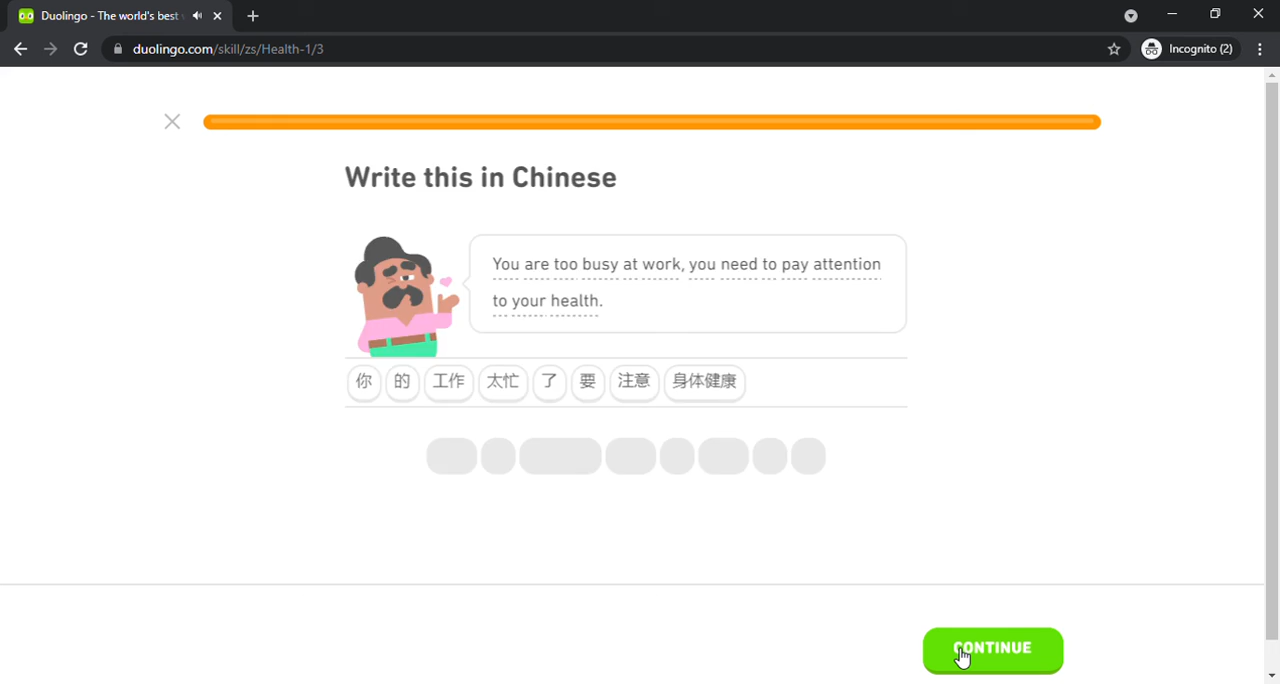 Duolingo - The world's best
duolingo.com/skill/zs/Health-1/3
Incognito (2)
Write this in Chinese
You are too busy at work, you need to pay attention
to your health.
你 的 工作 太忙 了 要 注意 身体健康
CONTINUE